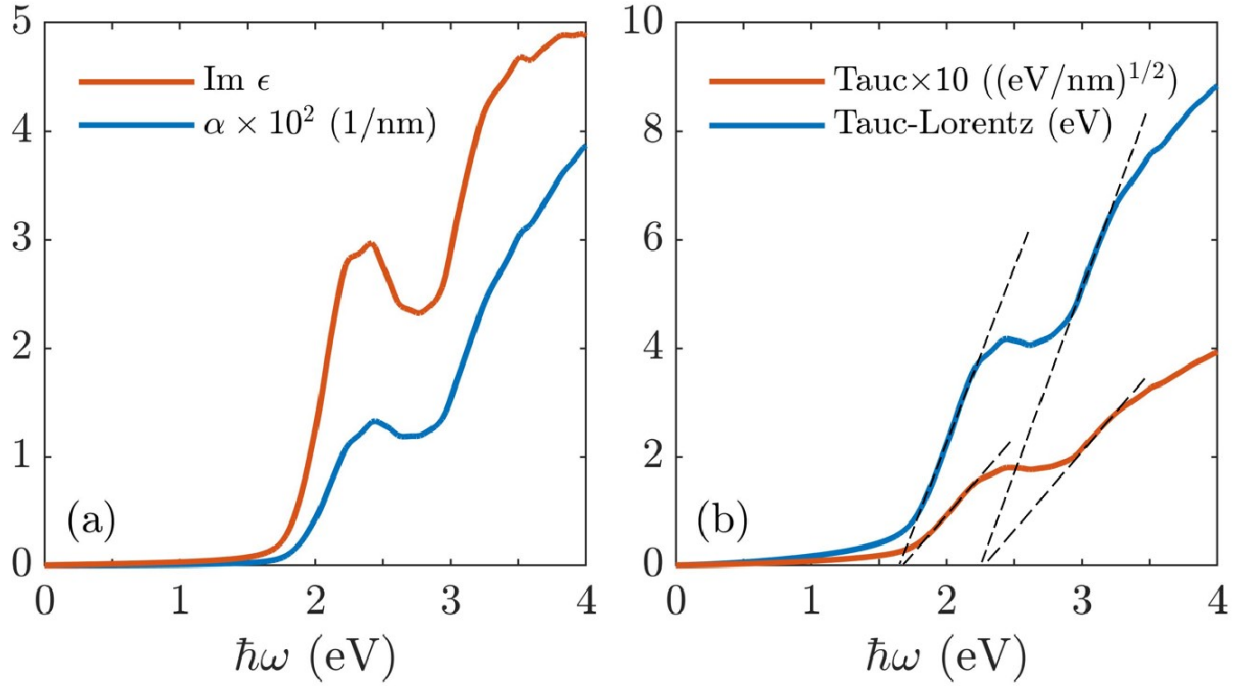 5
4
3
2
1
0
Im ϵ
α × 10² (1/nm)
(a)
0 1 2 3 4
ℏω (eV)
10
8
6
4
2
0
Tauc×10 ((eV/nm)^{1/2})
Tauc-Lorentz (eV)
(b)
0 1 2 3 4
ℏω (eV)